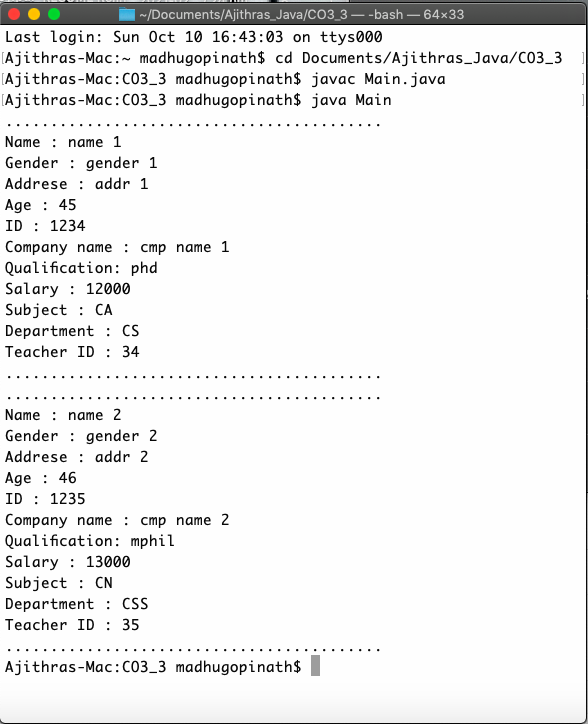 ~/Documents/Ajithras_Java/CO3_3 — -bash — 64×33
Last login: Sun Oct 10 16:43:03 on ttys000
[Ajithras-Mac:~ madhugopinath$ cd Documents/Ajithras_Java/CO3_3 ]
[Ajithras-Mac:CO3_3 madhugopinath$ javac Main.java ]
[Ajithras-Mac:CO3_3 madhugopinath$ java Main ]
..........................................
Name : name 1
Gender : gender 1
Addrese : addr 1
Age : 45
ID : 1234
Company name : cmp name 1
Qualification: phd
Salary : 12000
Subject : CA
Department : CS
Teacher ID : 34
..........................................
..........................................
Name : name 2
Gender : gender 2
Addrese : addr 2
Age : 46
ID : 1235
Company name : cmp name 2
Qualification: mphil
Salary : 13000
Subject : CN
Department : CSS
Teacher ID : 35
..........................................
Ajithras-Mac:CO3_3 madhugopinath$